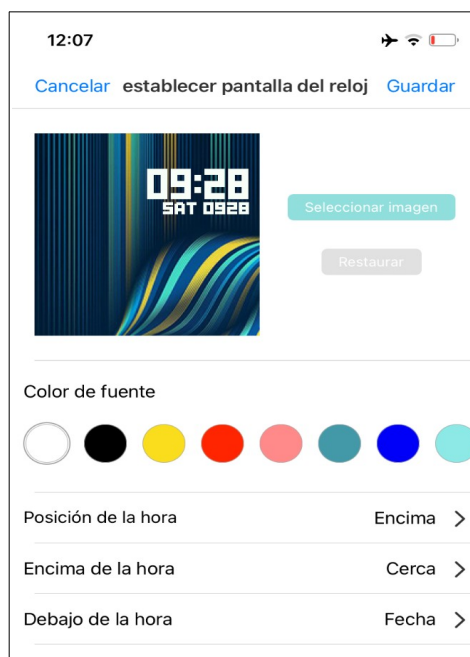 12:07
Cancelar establecer pantalla del reloj Guardar
09:28
SAT 0928
Seleccionar imagen
Restaurar
Color de fuente
Posición de la hora Encima
Encima de la hora Cerca
Debajo de la hora Fecha